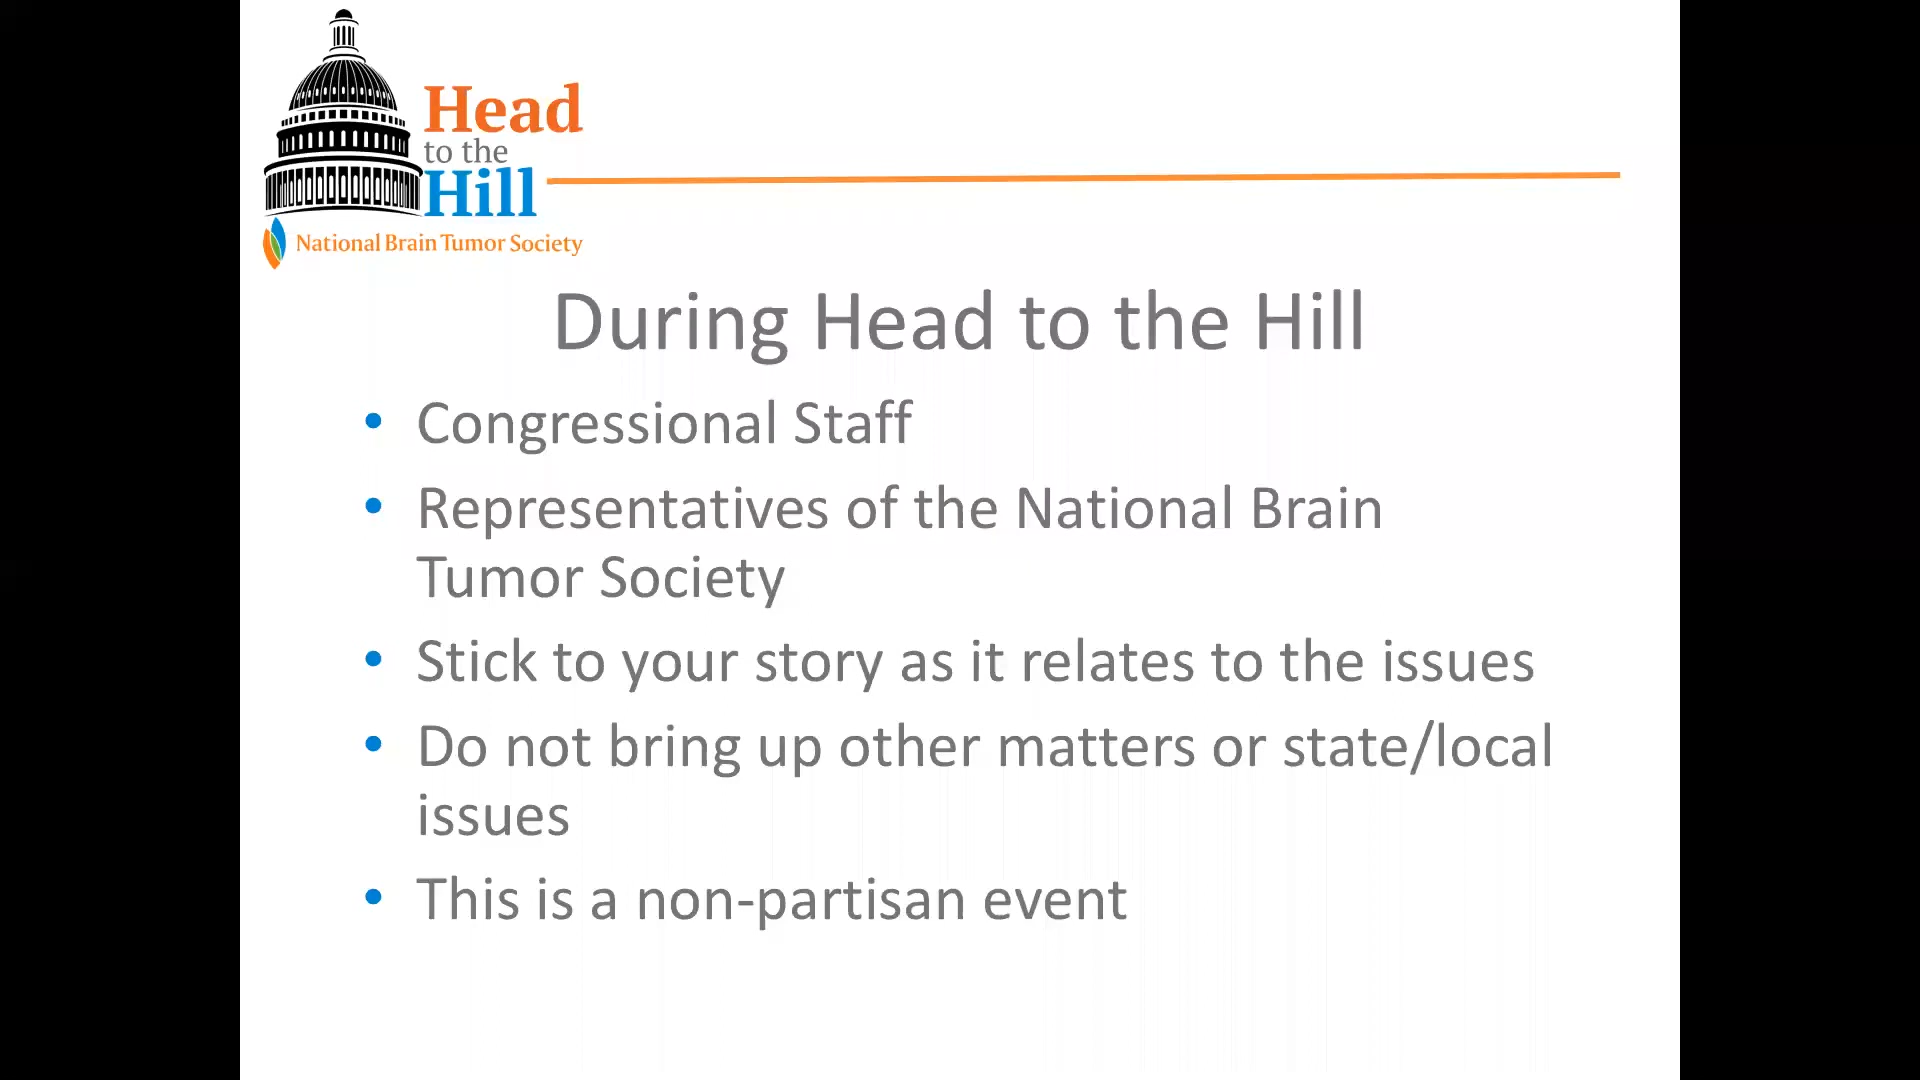 Head
to the
Hill
National Brain Tumor Society
During Head to the Hill
• Congressional Staff
• Representatives of the National Brain
Tumor Society
• Stick to your story as it relates to the issues
• Do not bring up other matters or state/local
issues
• This is a non-partisan event